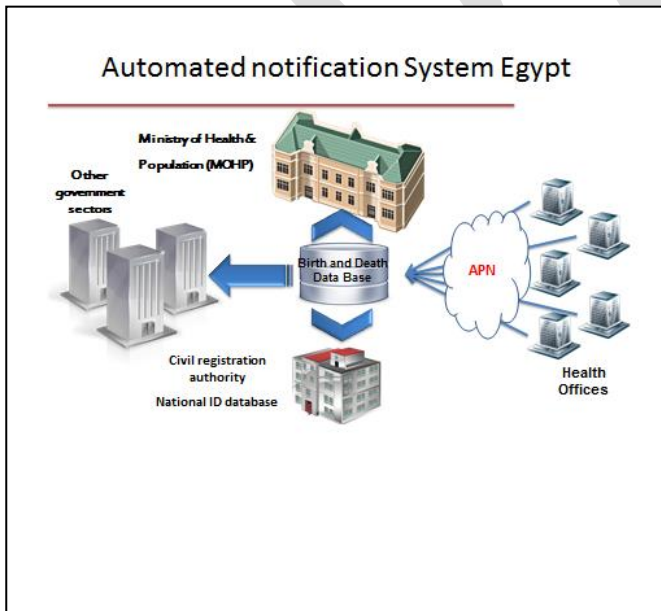 Automated notification System Egypt
Ministry of Health &
Population (MOHP)
Other
government
sectors
Birth and Death
Data Base
APN
Civil registration
authority
National ID database
Health
Offices